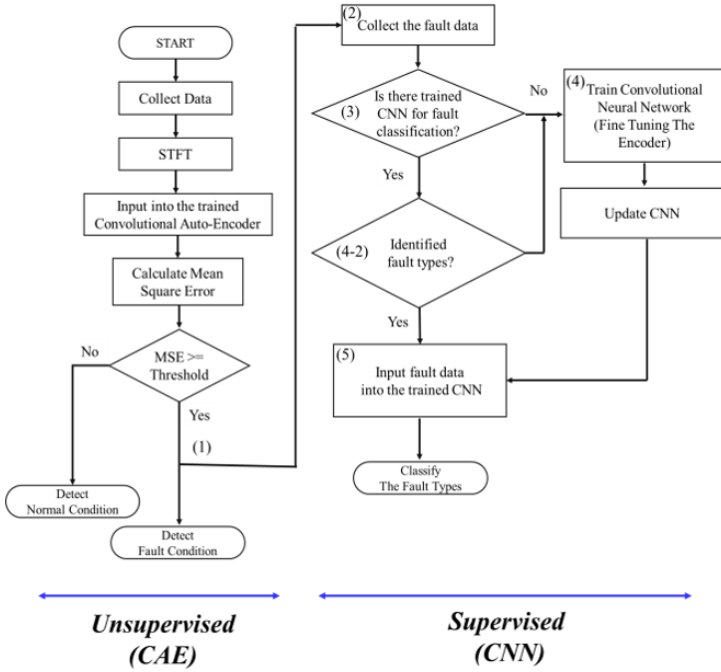 START
Collect Data
STFT
Input into the trained
Convolutional Auto-Encoder
Calculate Mean
Square Error
MSE >=
Threshold
No
Yes
(1)
Detect
Normal Condition
Detect
Fault Condition
(2)
Collect the fault data
(3)
Is there trained
CNN for fault
classification?
No
Yes
(4)
Train Convolutional
Neural Network
(Fine Tuning The
Encoder)
Update CNN
(4-2)
Identified
fault types?
Yes
(5)
Input fault data
into the trained CNN
Classify
The Fault Types
Unsupervised
(CAE)
Supervised
(CNN)